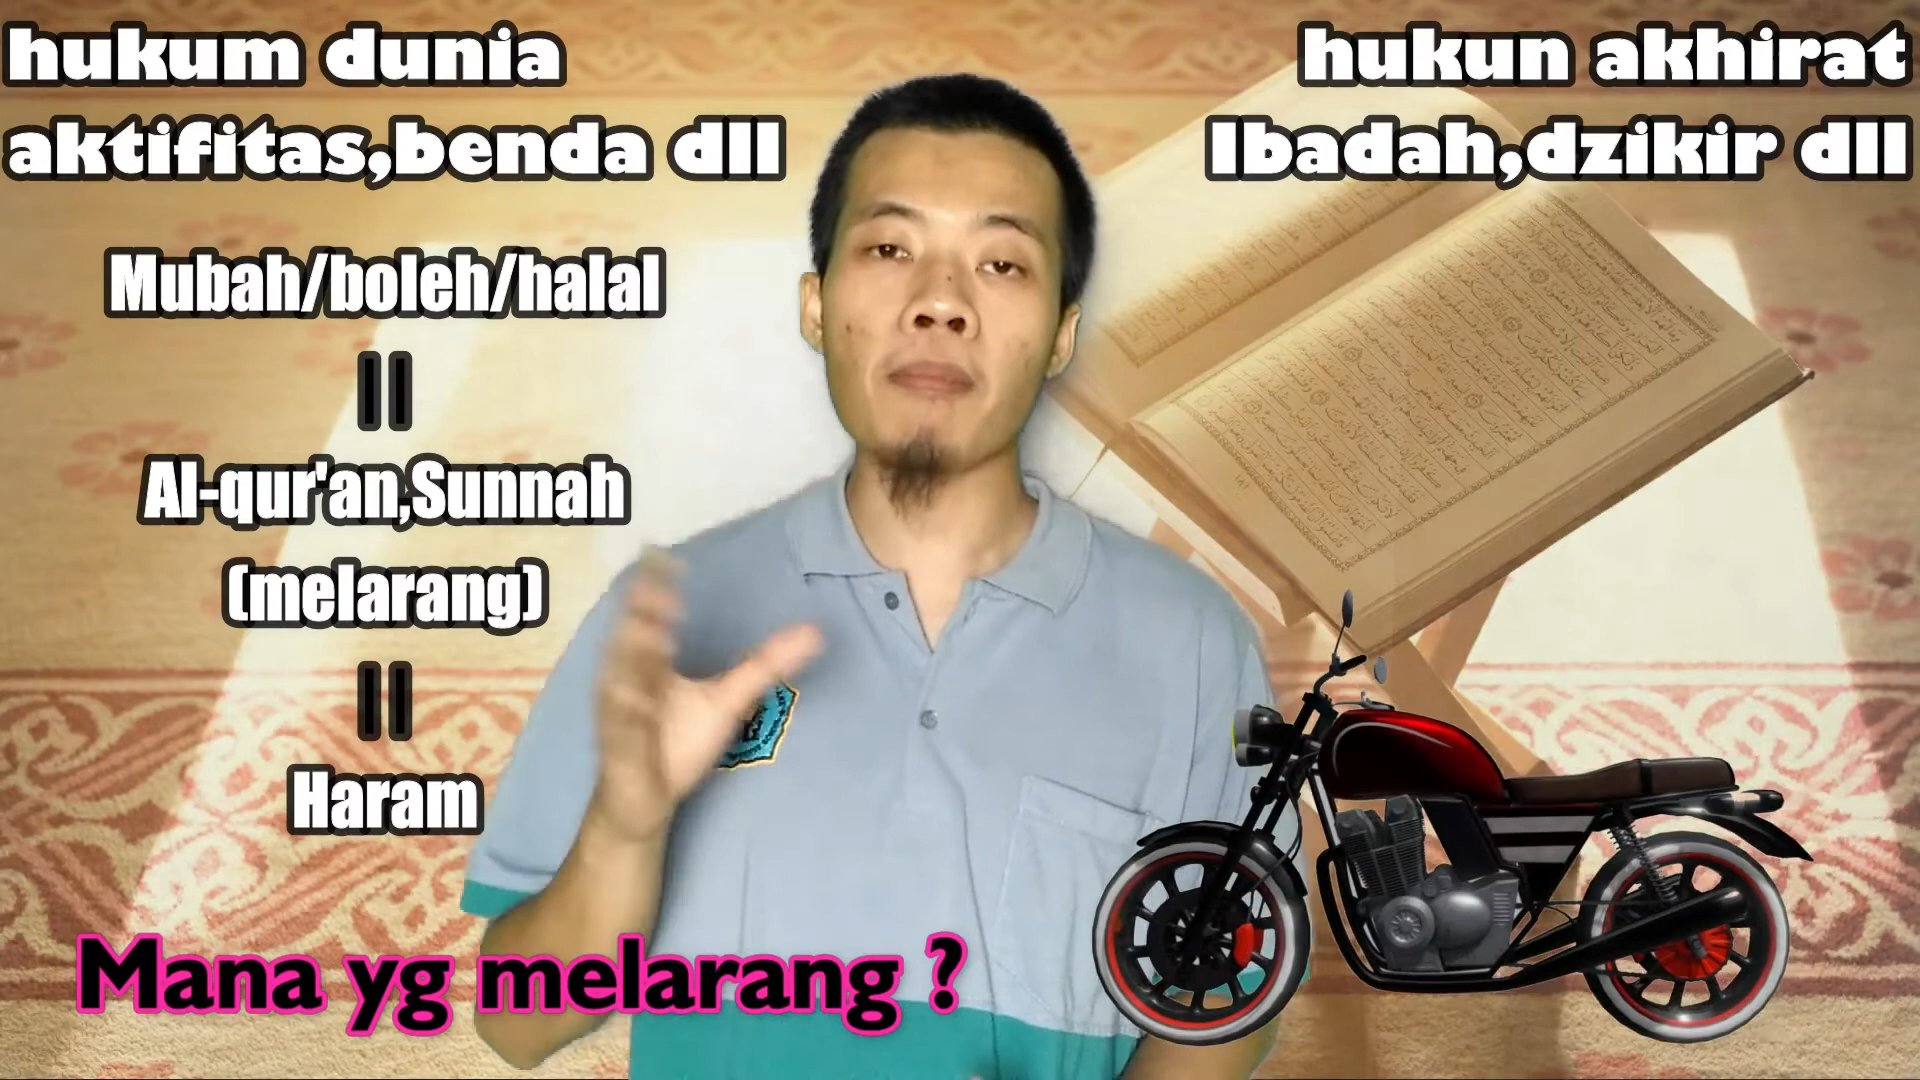 hukum dunia
aktifitas,benda dll
Mubah/boleh/halal
||
Al-qur'an,Sunnah
(melarang)
||
Haram
hukun akhirat
Ibadah,dzikir dll
Mana yg melarang ?